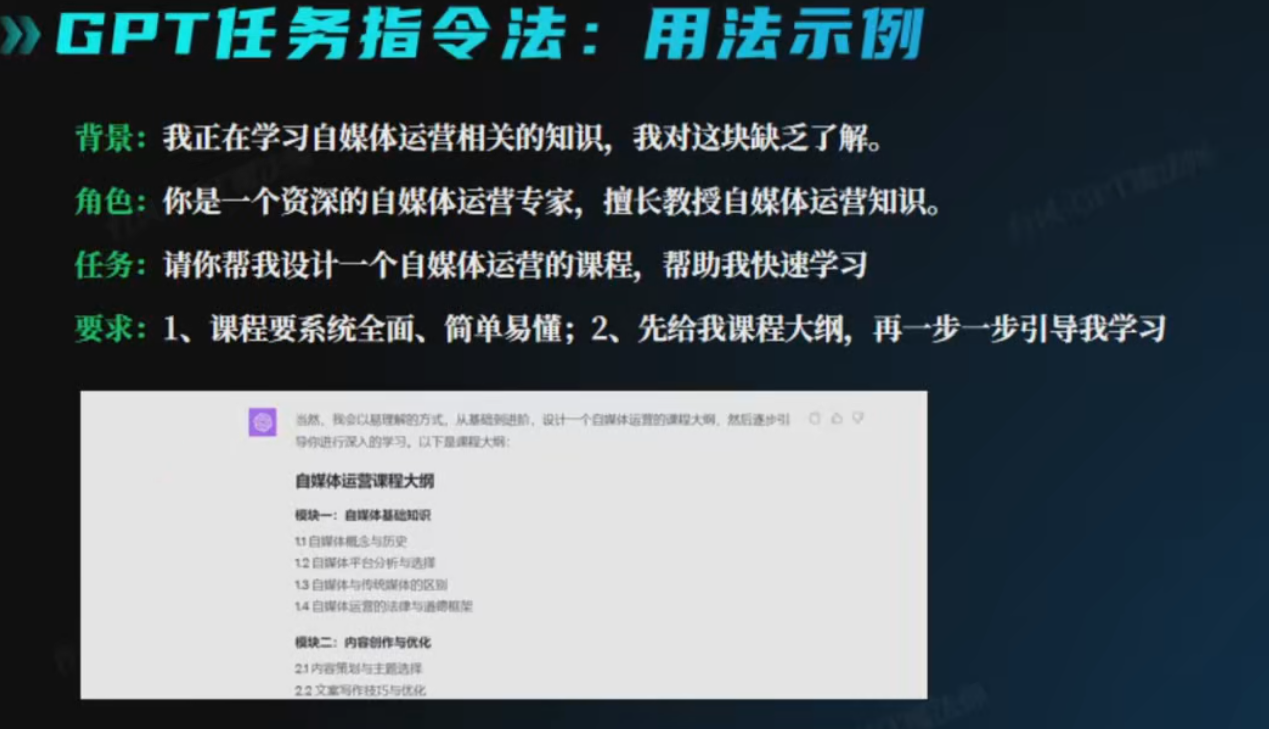 GPT任务指令法：用法示例
背景：我正在学习自媒体运营相关的知识，我对这块缺乏了解。
角色：你是一个资深的自媒体运营专家，擅长教授自媒体运营知识。
任务：请你帮我设计一个自媒体运营的课程，帮助我快速学习
要求：1、课程要系统全面、简单易懂；2、先给我课程大纲，再一步一步引导我学习
当然，我会以易理解的方式，从基础到进阶，设计一个自媒体运营的课程大纲，然后逐步引
导你进行深入的学习。以下是课程大纲：
自媒体运营课程大纲
模块一：自媒体基础知识
1.1 自媒体概念与历史
1.2 自媒体平台分析与选择
1.3 自媒体与传统媒体的区别
1.4 自媒体运营的法律与道德框架
模块二：内容创作与优化
2.1 内容策划与主题选择
2.2 文案写作技巧与优化